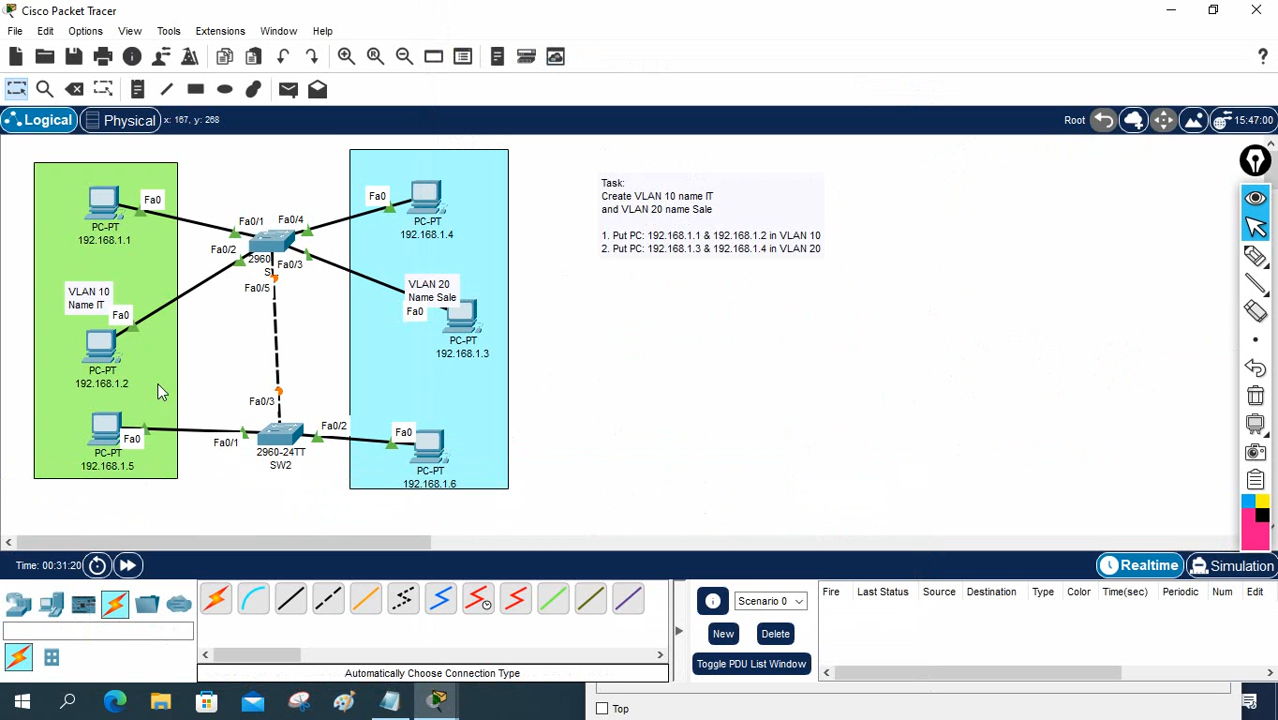 Cisco Packet Tracer
File Edit Options View Tools Extensions Window Help
Logical Physical x: 167, y: 268 Root 15:47:00
Fa0
PC-PT
192.168.1.1
VLAN 10
Name IT
Fa0
PC-PT
192.168.1.2
Fa0
PC-PT
192.168.1.5
Fa0/1
Fa0/4
Fa0/2
2960
Fa0/3
Fa0/5
Fa0/3
Fa0/1
Fa0/2
2960-24TT
SW2
Fa0
PC-PT
192.168.1.4
VLAN 20
Name Sale
Fa0
PC-PT
192.168.1.3
Fa0
PC-PT
192.168.1.6
Task:
Create VLAN 10 name IT
and VLAN 20 name Sale
1. Put PC: 192.168.1.1 & 192.168.1.2 in VLAN 10
2. Put PC: 192.168.1.3 & 192.168.1.4 in VLAN 20
Time: 00:31:20 Realtime Simulation
Automatically Choose Connection Type
Scenario 0
New Delete
Toggle PDU List Window
Fire Last Status Source Destination Type Color Time(sec) Periodic Num Edit
Top